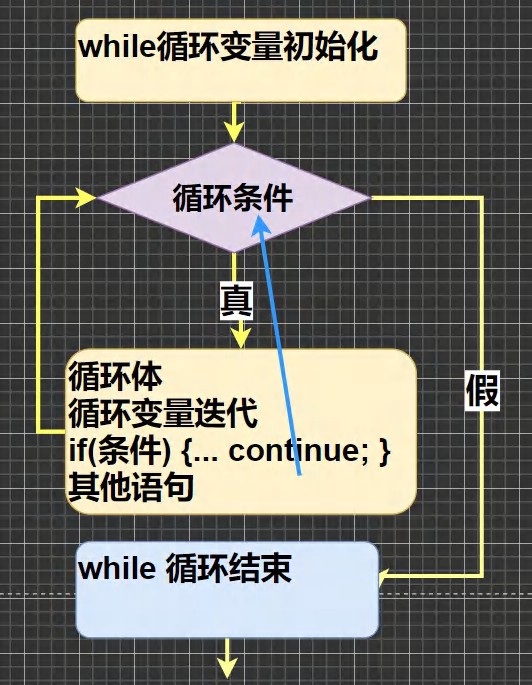 while循环变量初始化
循环条件
真
假
循环体
循环变量迭代
if(条件) {... continue; }
其他语句
while 循环结束